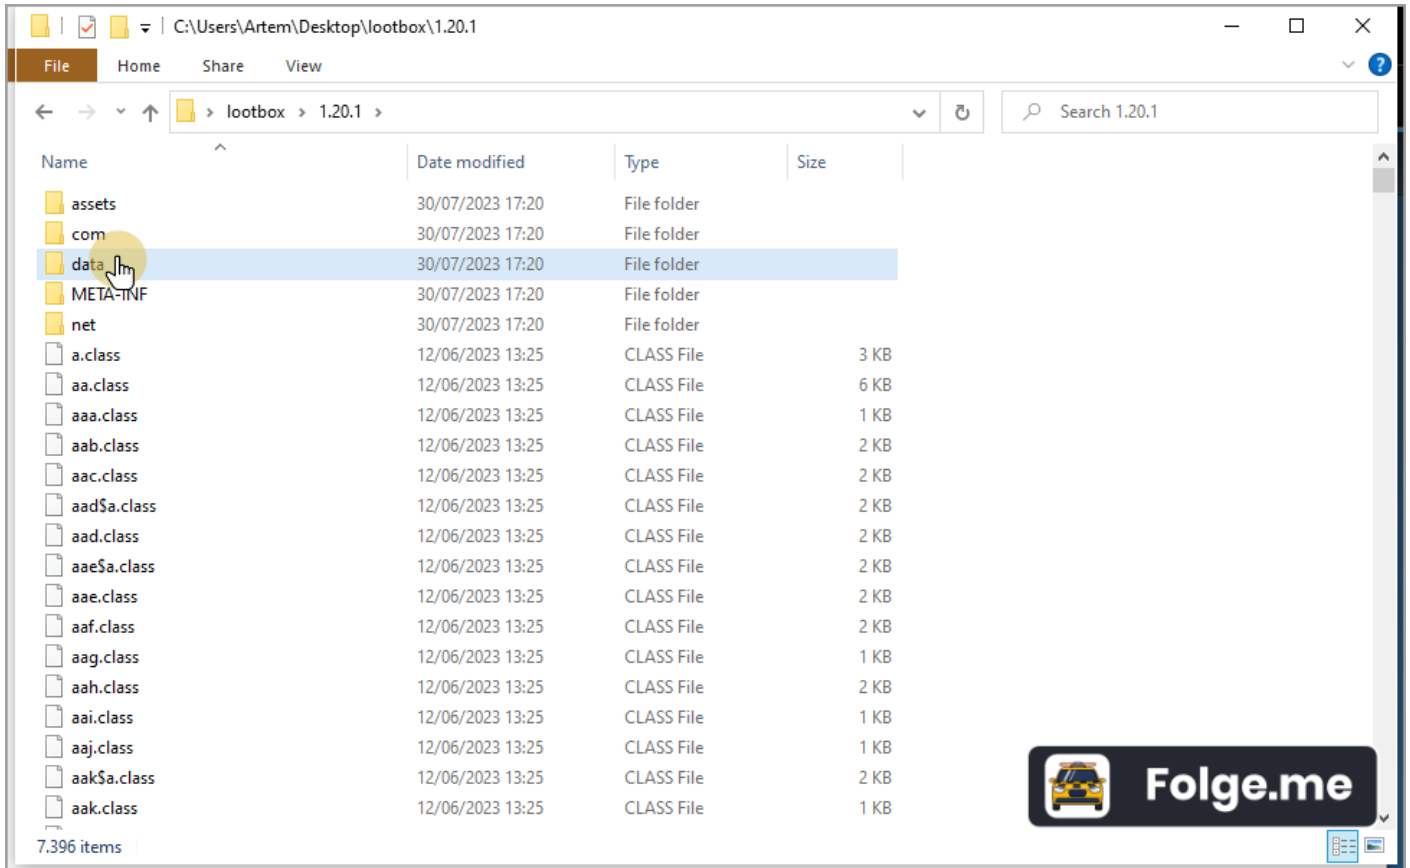 C:\Users\Artem\Desktop\lootbox\1.20.1
File Home Share View
lootbox > 1.20.1 >
Search 1.20.1
Name Date modified Type Size
assets 30/07/2023 17:20 File folder
com 30/07/2023 17:20 File folder
data 30/07/2023 17:20 File folder
META-INF 30/07/2023 17:20 File folder
net 30/07/2023 17:20 File folder
a.class 12/06/2023 13:25 CLASS File 3 KB
aa.class 12/06/2023 13:25 CLASS File 6 KB
aaa.class 12/06/2023 13:25 CLASS File 1 KB
aab.class 12/06/2023 13:25 CLASS File 2 KB
aac.class 12/06/2023 13:25 CLASS File 2 KB
aad$a.class 12/06/2023 13:25 CLASS File 2 KB
aad.class 12/06/2023 13:25 CLASS File 2 KB
aae$a.class 12/06/2023 13:25 CLASS File 2 KB
aae.class 12/06/2023 13:25 CLASS File 2 KB
aaf.class 12/06/2023 13:25 CLASS File 2 KB
aag.class 12/06/2023 13:25 CLASS File 1 KB
aah.class 12/06/2023 13:25 CLASS File 2 KB
aai.class 12/06/2023 13:25 CLASS File 1 KB
aaj.class 12/06/2023 13:25 CLASS File 1 KB
aak$a.class 12/06/2023 13:25 CLASS File 2 KB
aak.class 12/06/2023 13:25 CLASS File 1 KB
Folge.me
7.396 items